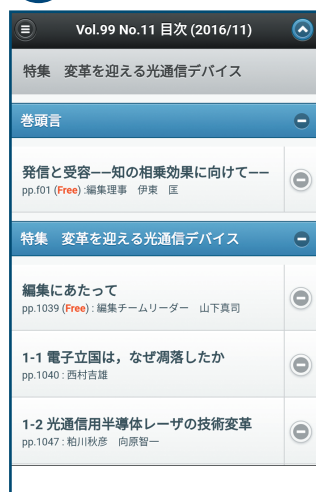 Vol.99 No.11 目次 (2016/11)
特集　変革を迎える光通信デバイス
巻頭言
発信と受容——知の相乗効果に向けて——
pp.f01 (Free) :編集理事　伊東　匡
特集　変革を迎える光通信デバイス
編集にあたって
pp.1039 (Free) : 編集チームリーダー　山下真司
1-1 電子立国は，なぜ凋落したか
pp.1040 : 西村吉雄
1-2 光通信用半導体レーザの技術変革
pp.1047 : 粕川秋彦　向原智一